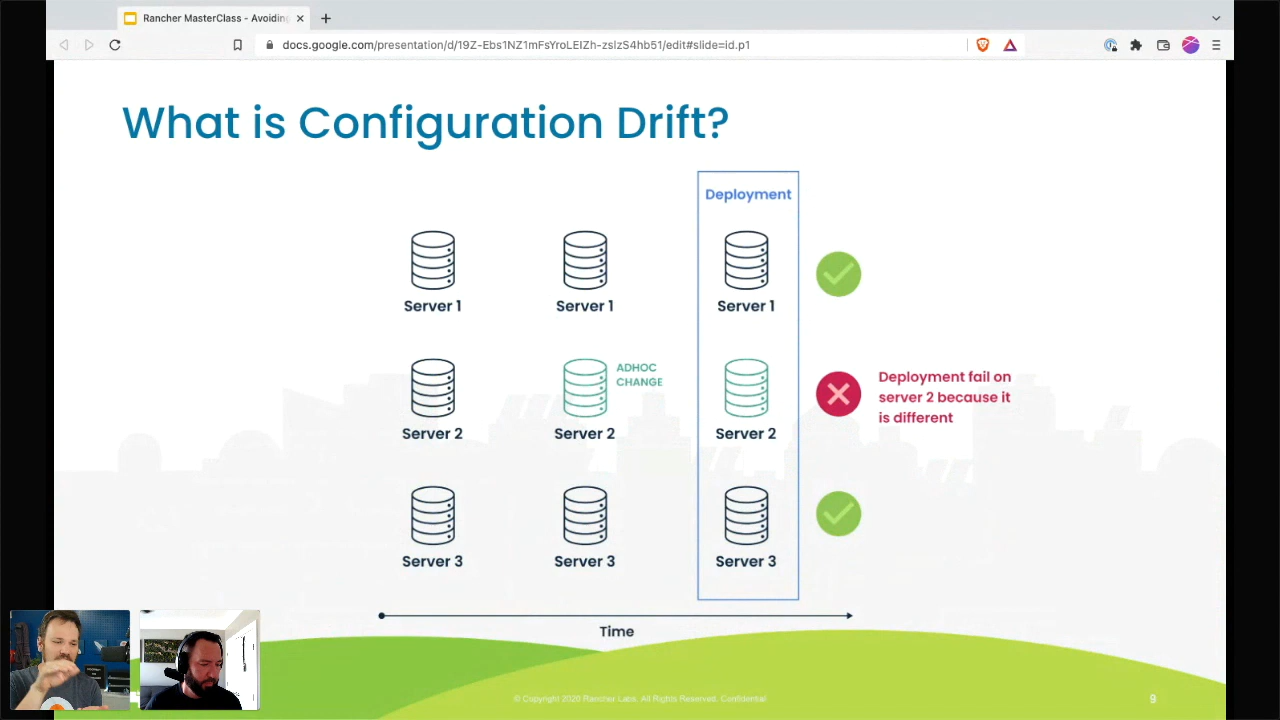 Rancher MasterClass - Avoiding
docs.google.com/presentation/d/19Z-Ebs1NZ1mFsYroLEIZh-zslzS4hb51/edit#slide=id.p1
What is Configuration Drift?
Deployment
Server 1
Server 1
Server 1
ADHOC
CHANGE
Server 2
Server 2
Server 2
Deployment fail on
server 2 because it
is different
Server 3
Server 3
Server 3
Time
© Copyright 2020 Rancher Labs. All Rights Reserved. Confidential
9